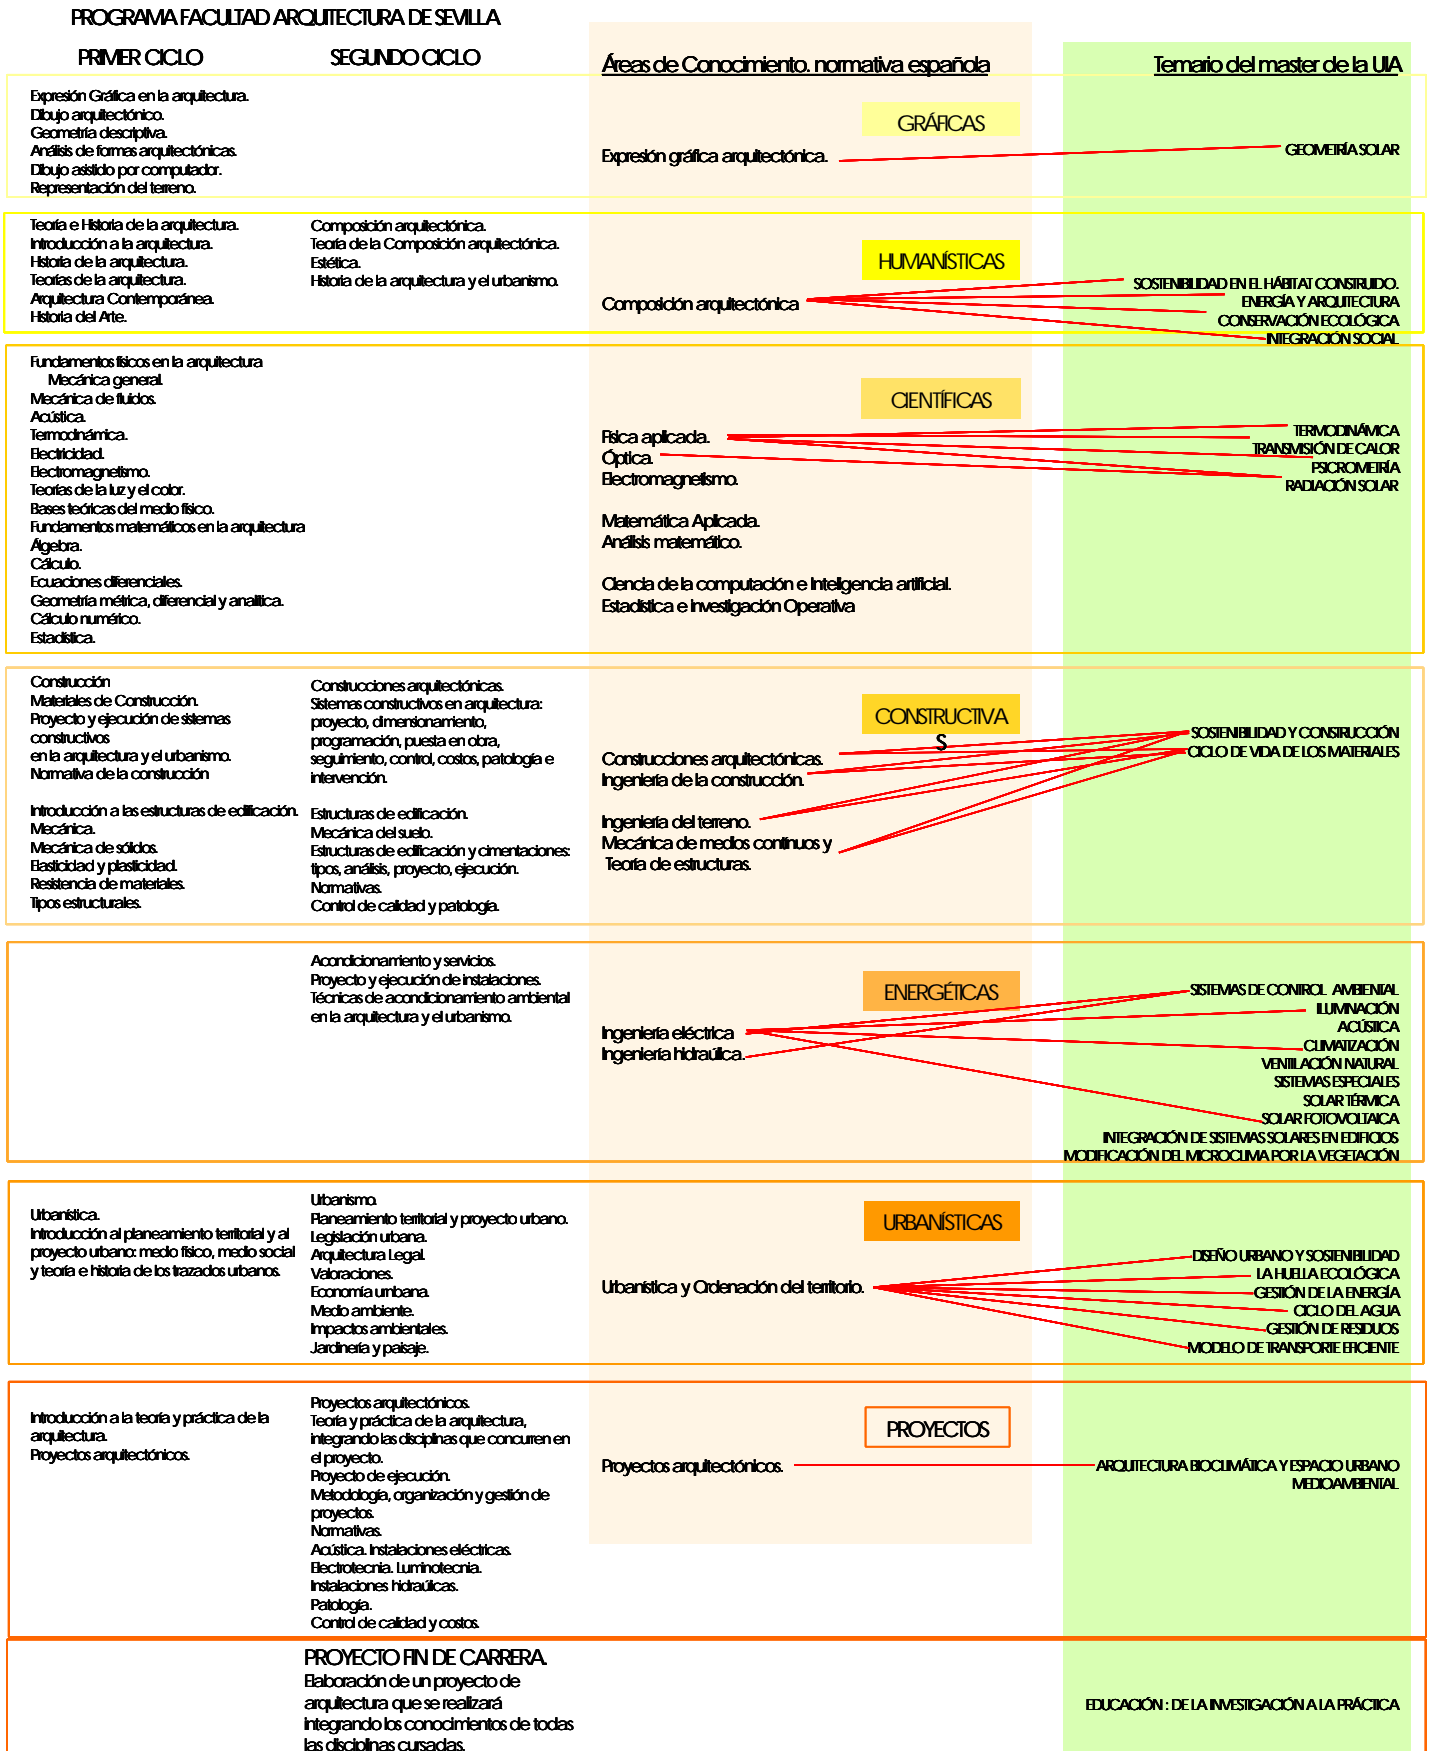 PROGRAMA FACULTAD ARQUITECTURA DE SEVILLA
PRIMER CICLO
SEGUNDO CICLO
Áreas de Conocimiento. normativa española
Temario del master de la UIA
Expresión Gráfica en la arquitectura.
Dibujo arquitectónico.
Geometría descriptiva.
Análisis de formas arquitectónicas.
Dibujo asistido por computador.
Representación del terreno.
GRÁFICAS
Expresión gráfica arquitectónica.
GEOMETRÍA SOLAR
Teoría e Historia de la arquitectura.
Introducción a la arquitectura.
Historia de la arquitectura.
Teorías de la arquitectura.
Arquitectura Contemporánea.
Historia del Arte.
Composición arquitectónica.
Teoría de la Composición arquitectónica.
Estética.
Historia de la arquitectura y el urbanismo.
HUMANÍSTICAS
Composición arquitectónica
SOSTENIBILIDAD EN EL HÁBITAT CONSTRUIDO.
ENERGÍA Y ARQUITECTURA
CONSERVACIÓN ECOLÓGICA
INTEGRACIÓN SOCIAL
Fundamentos físicos en la arquitectura
Mecánica general.
Mecánica de fluidos.
Acústica.
Termodinámica.
Electricidad.
Electromagnetismo.
Teorías de la luz y el color.
Bases teóricas del medio físico.
Fundamentos matemáticos en la arquitectura
Álgebra.
Cálculo.
Ecuaciones diferenciales.
Geometría métrica, diferencial y analítica.
Cálculo numérico.
Estadística.
CIENTÍFICAS
Física aplicada.
Óptica.
Electromagnetismo.
Matemática Aplicada.
Análisis matemático.
Ciencia de la computación e Inteligencia artificial.
Estadística e Investigación Operativa
TERMODINÁMICA
TRANSMISIÓN DE CALOR
PSICROMETRÍA
RADIACIÓN SOLAR
Construcción
Materiales de Construcción.
Proyecto y ejecución de sistemas
constructivos
en la arquitectura y el urbanismo.
Normativa de la construcción
Introducción a las estructuras de edificación.
Mecánica.
Mecánica de sólidos.
Elasticidad y plasticidad.
Resistencia de materiales.
Tipos estructurales.
Construcciones arquitectónicas.
Sistemas constructivos en arquitectura:
proyecto, dimensionamiento,
programación, puesta en obra,
seguimiento, control, costos, patología e
intervención.
Estructuras de edificación.
Mecánica del suelo.
Estructuras de edificación y cimentaciones:
tipos, análisis, proyecto, ejecución.
Normativas.
Control de calidad y patología.
CONSTRUCTIVA
S
Construcciones arquitectónicas.
Ingeniería de la construcción.
Ingeniería del terreno.
Mecánica de medios contínuos y
Teoría de estructuras.
SOSTENIBILIDAD Y CONSTRUCCIÓN
CICLO DE VIDA DE LOS MATERIALES
Acondicionamiento y servicios.
Proyecto y ejecución de instalaciones.
Técnicas de acondicionamiento ambiental
en la arquitectura y el urbanismo.
ENERGÉTICAS
Ingeniería eléctrica
Ingeniería hidraúlica.
SISTEMAS DE CONTROL AMBIENTAL
ILUMINACIÓN
ACÚSTICA
CLIMATIZACIÓN
VENTILACIÓN NATURAL
SISTEMAS ESPECIALES
SOLAR TÉRMICA
SOLAR FOTOVOLTAICA
INTEGRACIÓN DE SISTEMAS SOLARES EN EDIFICIOS
MODIFICACIÓN DEL MICROCLIMA POR LA VEGETACIÓN
Urbanística.
Introducción al planeamiento territorial y al
proyecto urbano: medio físico, medio social
y teoría e historia de los trazados urbanos.
Urbanismo.
Planeamiento territorial y proyecto urbano.
Legislación urbana.
Arquitectura Legal.
Valoraciones.
Economía urnbana.
Medio ambiente.
Impactos ambientales.
Jardinería y paisaje.
URBANÍSTICAS
Urbanística y Ordenación del territorio.
DISEÑO URBANO Y SOSTENIBILIDAD
LA HUELLA ECOLÓGICA
GESTIÓN DE LA ENERGÍA
CICLO DEL AGUA
GESTIÓN DE RESIDUOS
MODELO DE TRANSPORTE EFICIENTE
Introducción a la teoría y práctica de la
arquitectura.
Proyectos arquitectónicos.
Proyectos arquitectónicos.
Teoría y práctica de la arquitectura,
integrando las disciplinas que concurren en
el proyecto.
Proyecto de ejecución.
Metodología, organización y gestión de
proyectos.
Normativas.
Acústica. Instalaciones eléctricas.
Electrotecnia. Luminotecnia.
Instalaciones hidraúlicas.
Patología.
Control de calidad y costos.
PROYECTOS
Proyectos arquitectónicos.
ARQUITECTURA BIOCLIMÁTICA Y ESPACIO URBANO
MEDIOAMBIENTAL
PROYECTO FIN DE CARRERA.
Elaboración de un proyecto de
arquitectura que se realizará
integrando los conocimientos de todas
las disciplinas cursadas.
EDUCACIÓN : DE LA INVESTIGACIÓN A LA PRÁCTICA